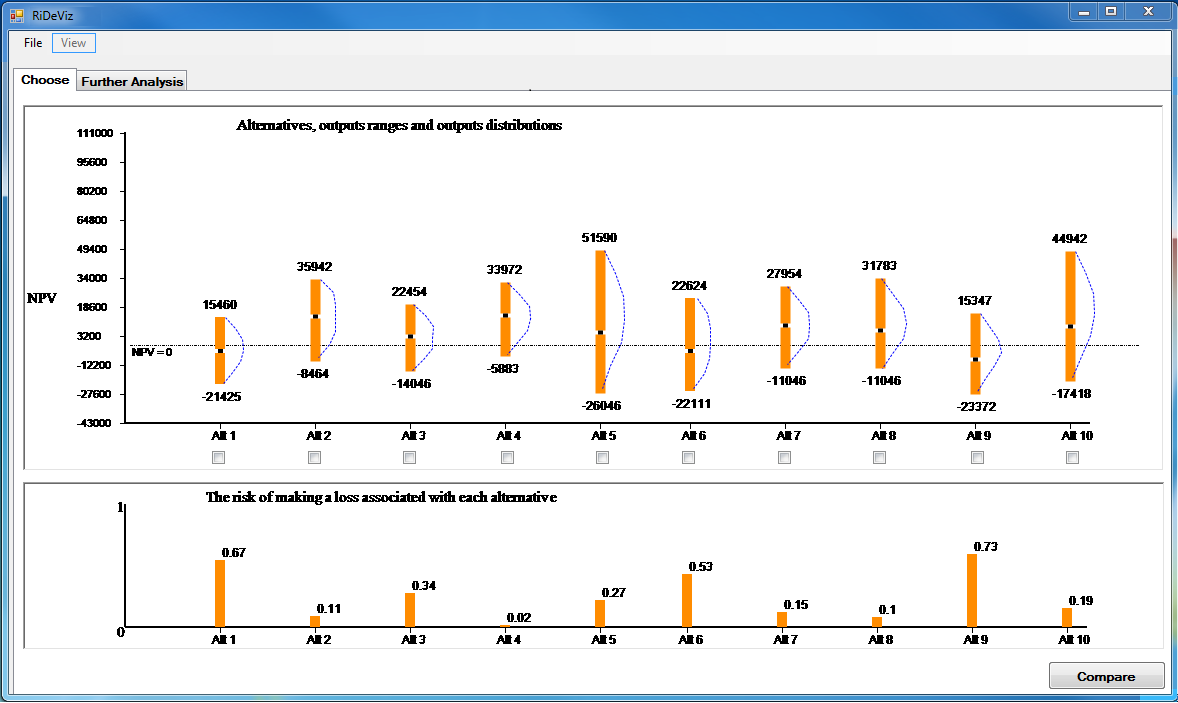 RiDeViz
File View
Choose Further Analysis
Alternatives, outputs ranges and outputs distributions
111000
95600
80200
64800
49400
34000
18600
3200
-12200
-27600
-43000
NPV
NPV = 0
15460 35942 22454 33972 51590 22624 27954 31783 15347 44942
-21425 -8464 -14046 -5883 -26046 -22111 -11046 -11046 -23372 -17418
Alt 1 Alt 2 Alt 3 Alt 4 Alt 5 Alt 6 Alt 7 Alt 8 Alt 9 Alt 10
The risk of making a loss associated with each alternative
1
0.67 0.11 0.34 0.02 0.27 0.53 0.15 0.1 0.73 0.19
0
Alt 1 Alt 2 Alt 3 Alt 4 Alt 5 Alt 6 Alt 7 Alt 8 Alt 9 Alt 10
Compare